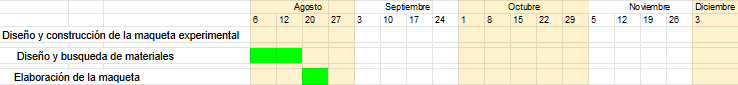 Agosto Septiembre Octubre Noviembre Diciembre
6 12 20 27 3 10 17 24 1 8 15 22 29 5 12 19 26 3
Diseño y construcción de la maqueta experimental
Diseño y busqueda de materiales
Elaboración de la maqueta